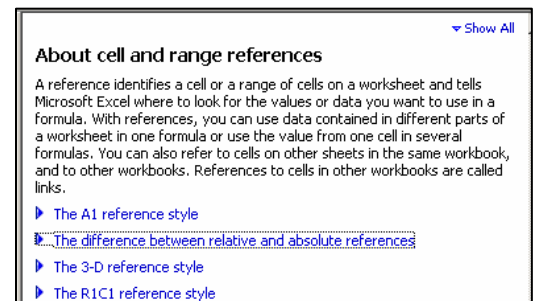 Show All
About cell and range references
A reference identifies a cell or a range of cells on a worksheet and tells
Microsoft Excel where to look for the values or data you want to use in a
formula. With references, you can use data contained in different parts of
a worksheet in one formula or use the value from one cell in several
formulas. You can also refer to cells on other sheets in the same workbook,
and to other workbooks. References to cells in other workbooks are called
links.
The A1 reference style
The difference between relative and absolute references
The 3-D reference style
The R1C1 reference style